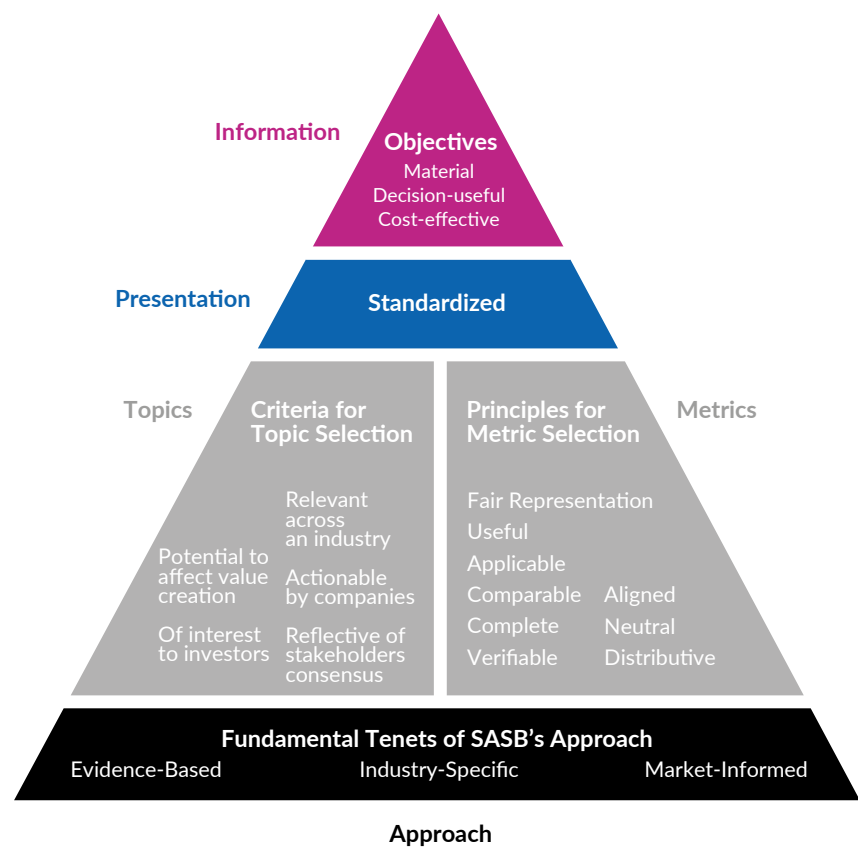 Information
Objectives
Material
Decision-useful
Cost-effective
Presentation
Standardized
Topics
Criteria for
Topic Selection
Potential to
affect value
creation
Of interest
to investors
Relevant
across
an industry
Actionable
by companies
Reflective of
stakeholders
consensus
Principles for
Metric Selection
Metrics
Fair Representation
Useful
Applicable
Comparable
Complete
Verifiable
Aligned
Neutral
Distributive
Fundamental Tenets of SASB’s Approach
Evidence-Based
Industry-Specific
Market-Informed
Approach